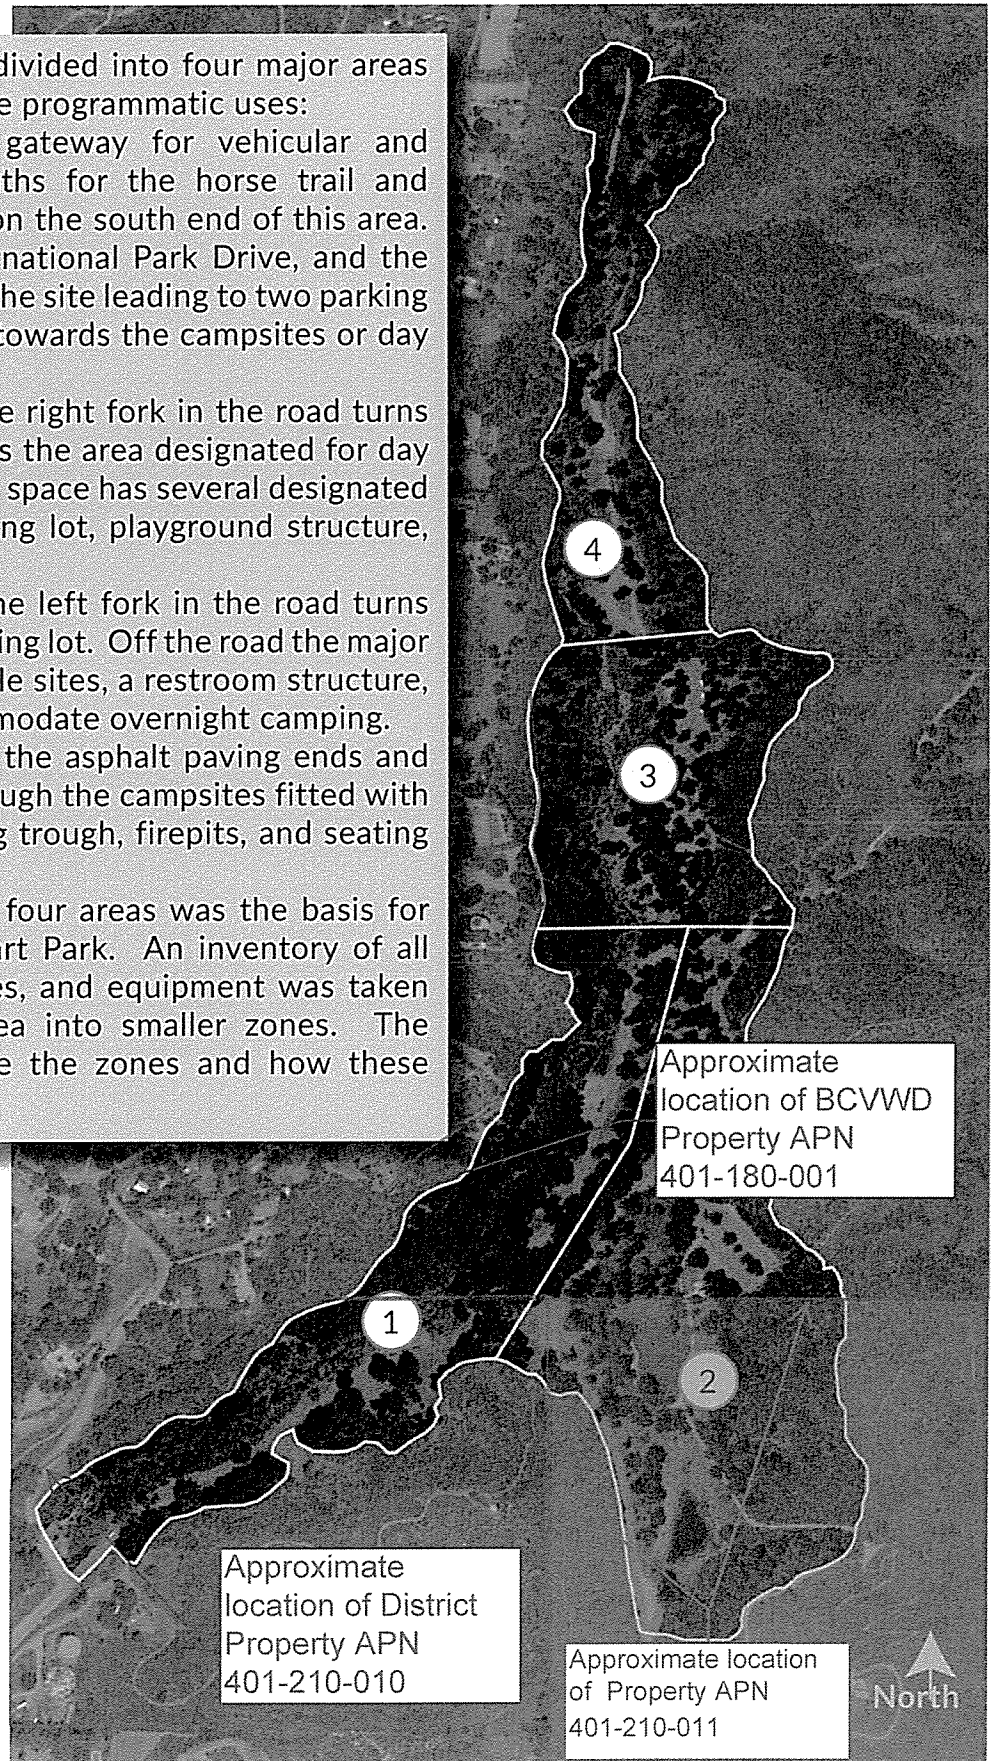 divided into four major areas
e programmatic uses:
gateway for vehicular and
ths for the horse trail and
on the south end of this area.
national Park Drive, and the
he site leading to two parking
towards the campsites or day
e right fork in the road turns
s the area designated for day
space has several designated
ng lot, playground structure,
he left fork in the road turns
ing lot. Off the road the major
le sites, a restroom structure,
modate overnight camping.
the asphalt paving ends and
ugh the campsites fitted with
g trough, firepits, and seating
four areas was the basis for
art Park. An inventory of all
es, and equipment was taken
ea into smaller zones. The
e the zones and how these
4
3
Approximate
location of BCVWD
Property APN
401-180-001
1
2
Approximate
location of District
Property APN
401-210-010
Approximate location
of Property APN
401-210-011
North